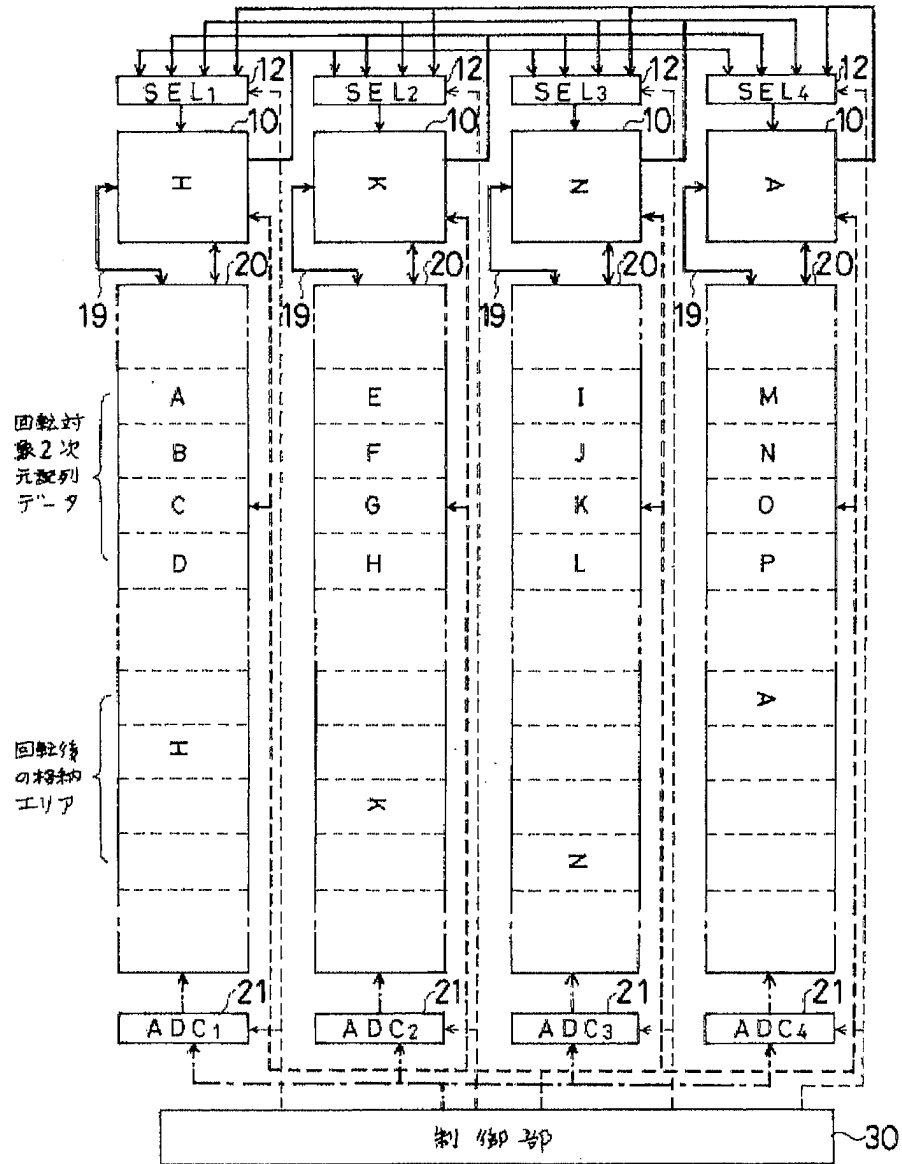 12 12 12 12
SEL1 SEL2 SEL3 SEL4
10 10 10 10
H K N A
20 20 20 20
19 19 19 19
回転対
象2次
元配列
データ
A E I M
B F J N
C G K O
D H L P
回転後
の格納
エリア
A
H
K
N
21 21 21 21
ADC1 ADC2 ADC3 ADC4
制御部 30